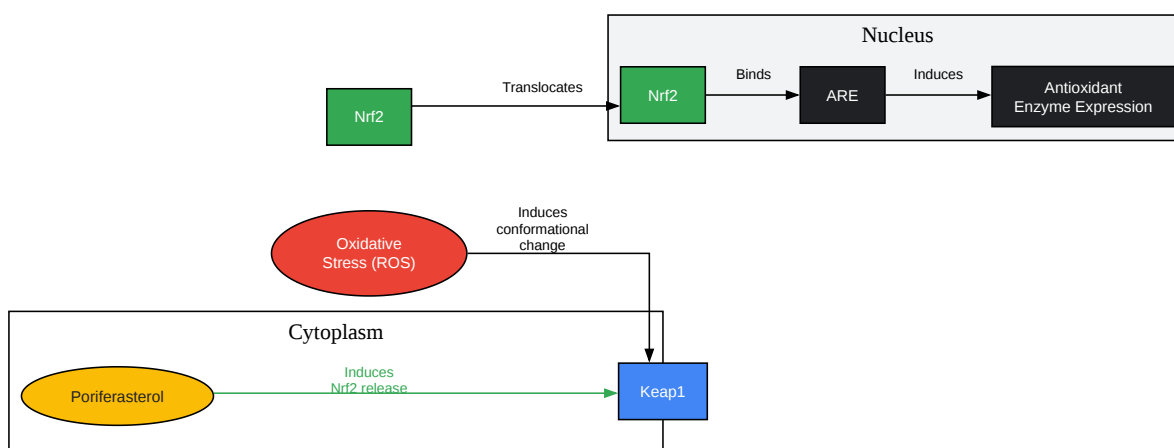 Nucleus
Nrf2
Translocates
Nrf2
Binds
ARE
Induces
Antioxidant
Enzyme Expression
Oxidative
Stress (ROS)
Induces
conformational
change
Cytoplasm
Poriferasterol
Induces
Nrf2 release
Keap1